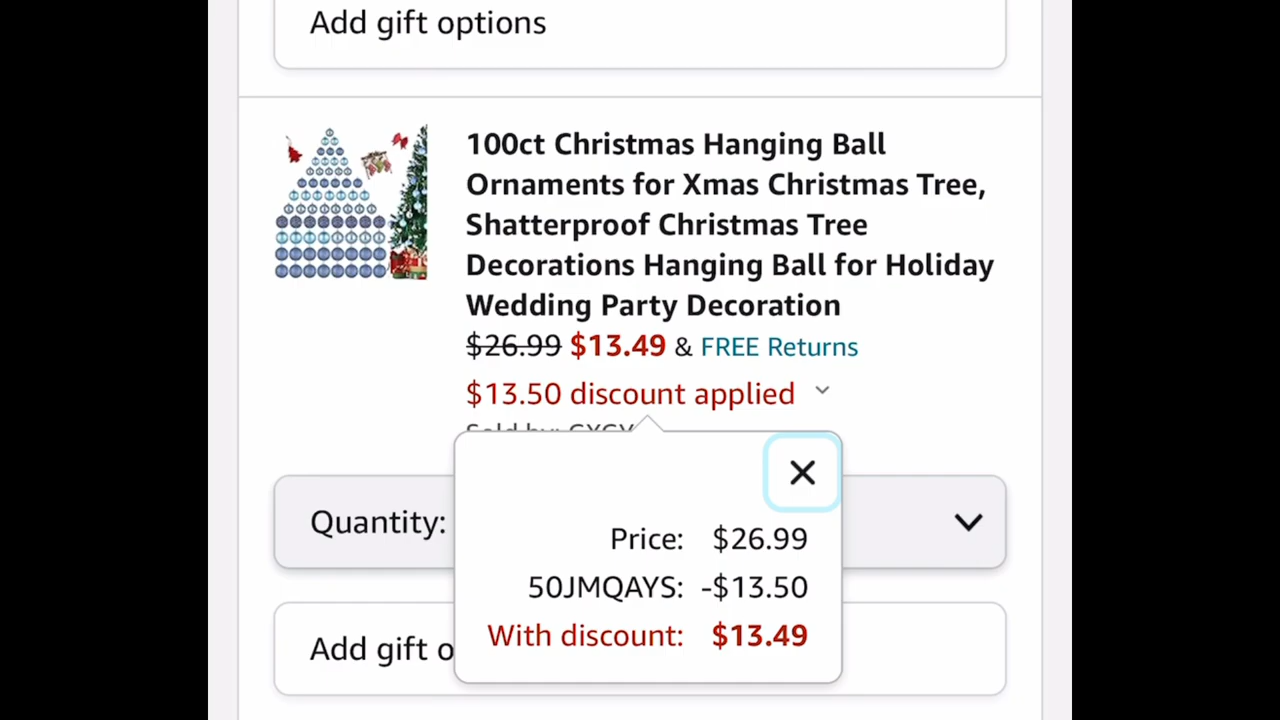 Add gift options
100ct Christmas Hanging Ball
Ornaments for Xmas Christmas Tree,
Shatterproof Christmas Tree
Decorations Hanging Ball for Holiday
Wedding Party Decoration
$26.99 $13.49 & FREE Returns
$13.50 discount applied
Sold by:
Quantity:
Price: $26.99
50JMQAYS: -$13.50
With discount: $13.49
Add gift o